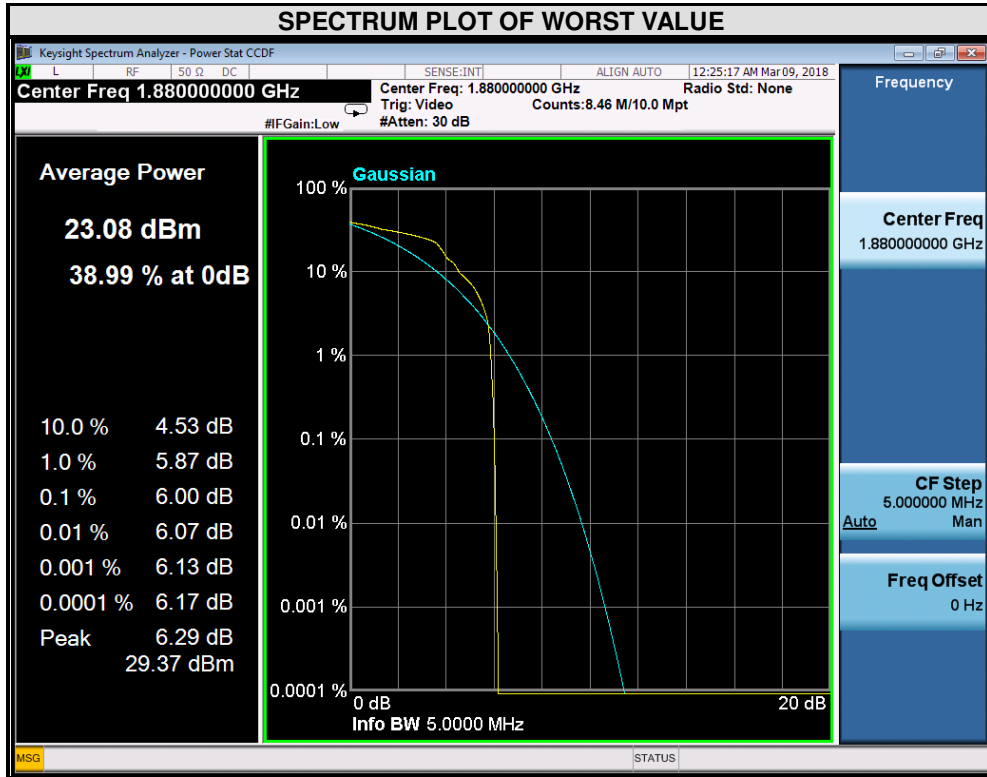 SPECTRUM PLOT OF WORST VALUE
Keysight Spectrum Analyzer - Power Stat CCDF
LXI L RF 50 Ω DC SENSE:INT ALIGN AUTO 12:25:17 AM Mar 09, 2018
Center Freq 1.880000000 GHz
Center Freq: 1.880000000 GHz Radio Std: None
Trig: Video Counts:8.46 M/10.0 Mpt
#IFGain:Low #Atten: 30 dB
Frequency
Average Power
23.08 dBm
38.99 % at 0dB
10.0 % 4.53 dB
1.0 % 5.87 dB
0.1 % 6.00 dB
0.01 % 6.07 dB
0.001 % 6.13 dB
0.0001 % 6.17 dB
Peak 6.29 dB
29.37 dBm
Gaussian
100 %
10 %
1 %
0.1 %
0.01 %
0.001 %
0.0001 %
0 dB 20 dB
Info BW 5.0000 MHz
Center Freq
1.880000000 GHz
CF Step
5.000000 MHz
Auto Man
Freq Offset
0 Hz
MSG STATUS